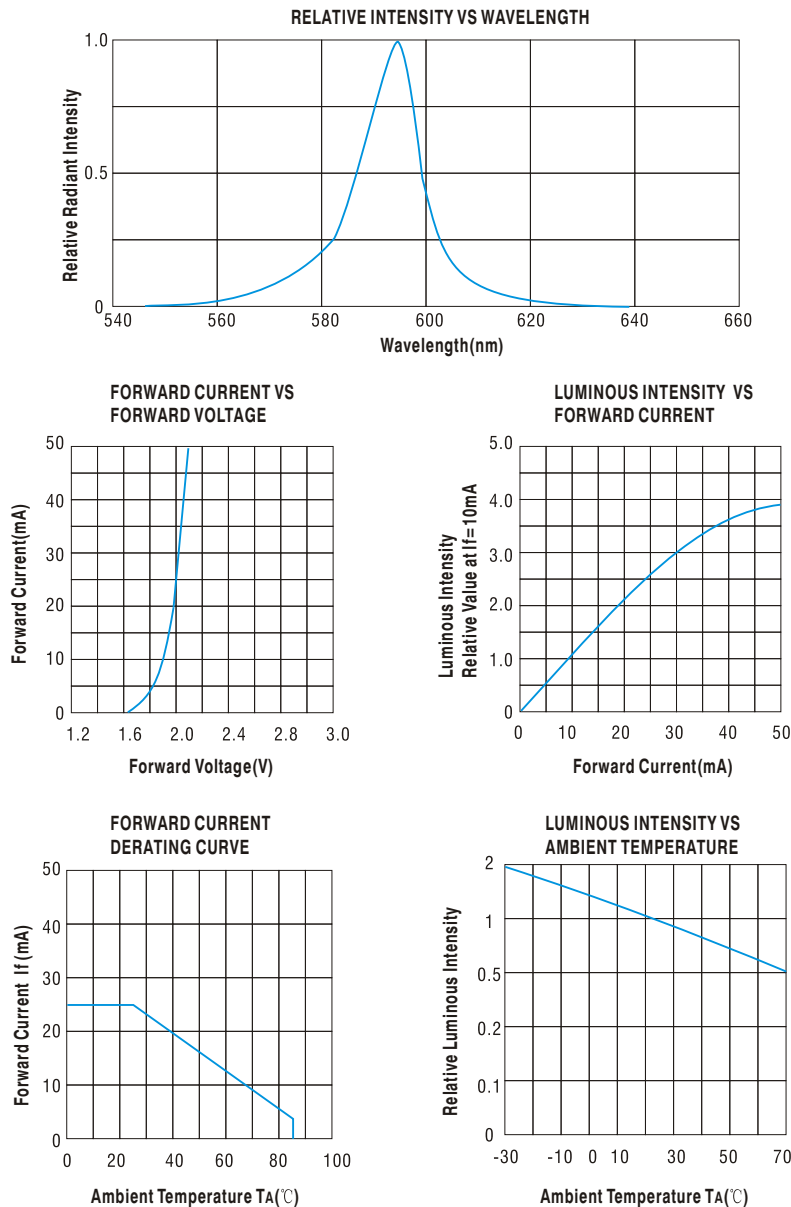 RELATIVE INTENSITY VS WAVELENGTH
1.0
0.5
0
Relative Radiant Intensity
540 560 580 600 620 640 660
Wavelength(nm)
FORWARD CURRENT VS
FORWARD VOLTAGE
50
40
30
20
10
0
Forward Current(mA)
1.2 1.6 2.0 2.4 2.8 3.0
Forward Voltage(V)
LUMINOUS INTENSITY VS
FORWARD CURRENT
5.0
4.0
3.0
2.0
1.0
0
Luminous Intensity
Relative Value at If=10mA
0 10 20 30 40 50
Forward Current(mA)
FORWARD CURRENT
DERATING CURVE
50
40
30
20
10
0
Forward Current If (mA)
0 20 40 60 80 100
Ambient Temperature TA(℃)
LUMINOUS INTENSITY VS
AMBIENT TEMPERATURE
2
1
0.5
0.2
0.1
0
Relative Luminous Intensity
-30 -10 0 10 30 50 70
Ambient Temperature TA(℃)